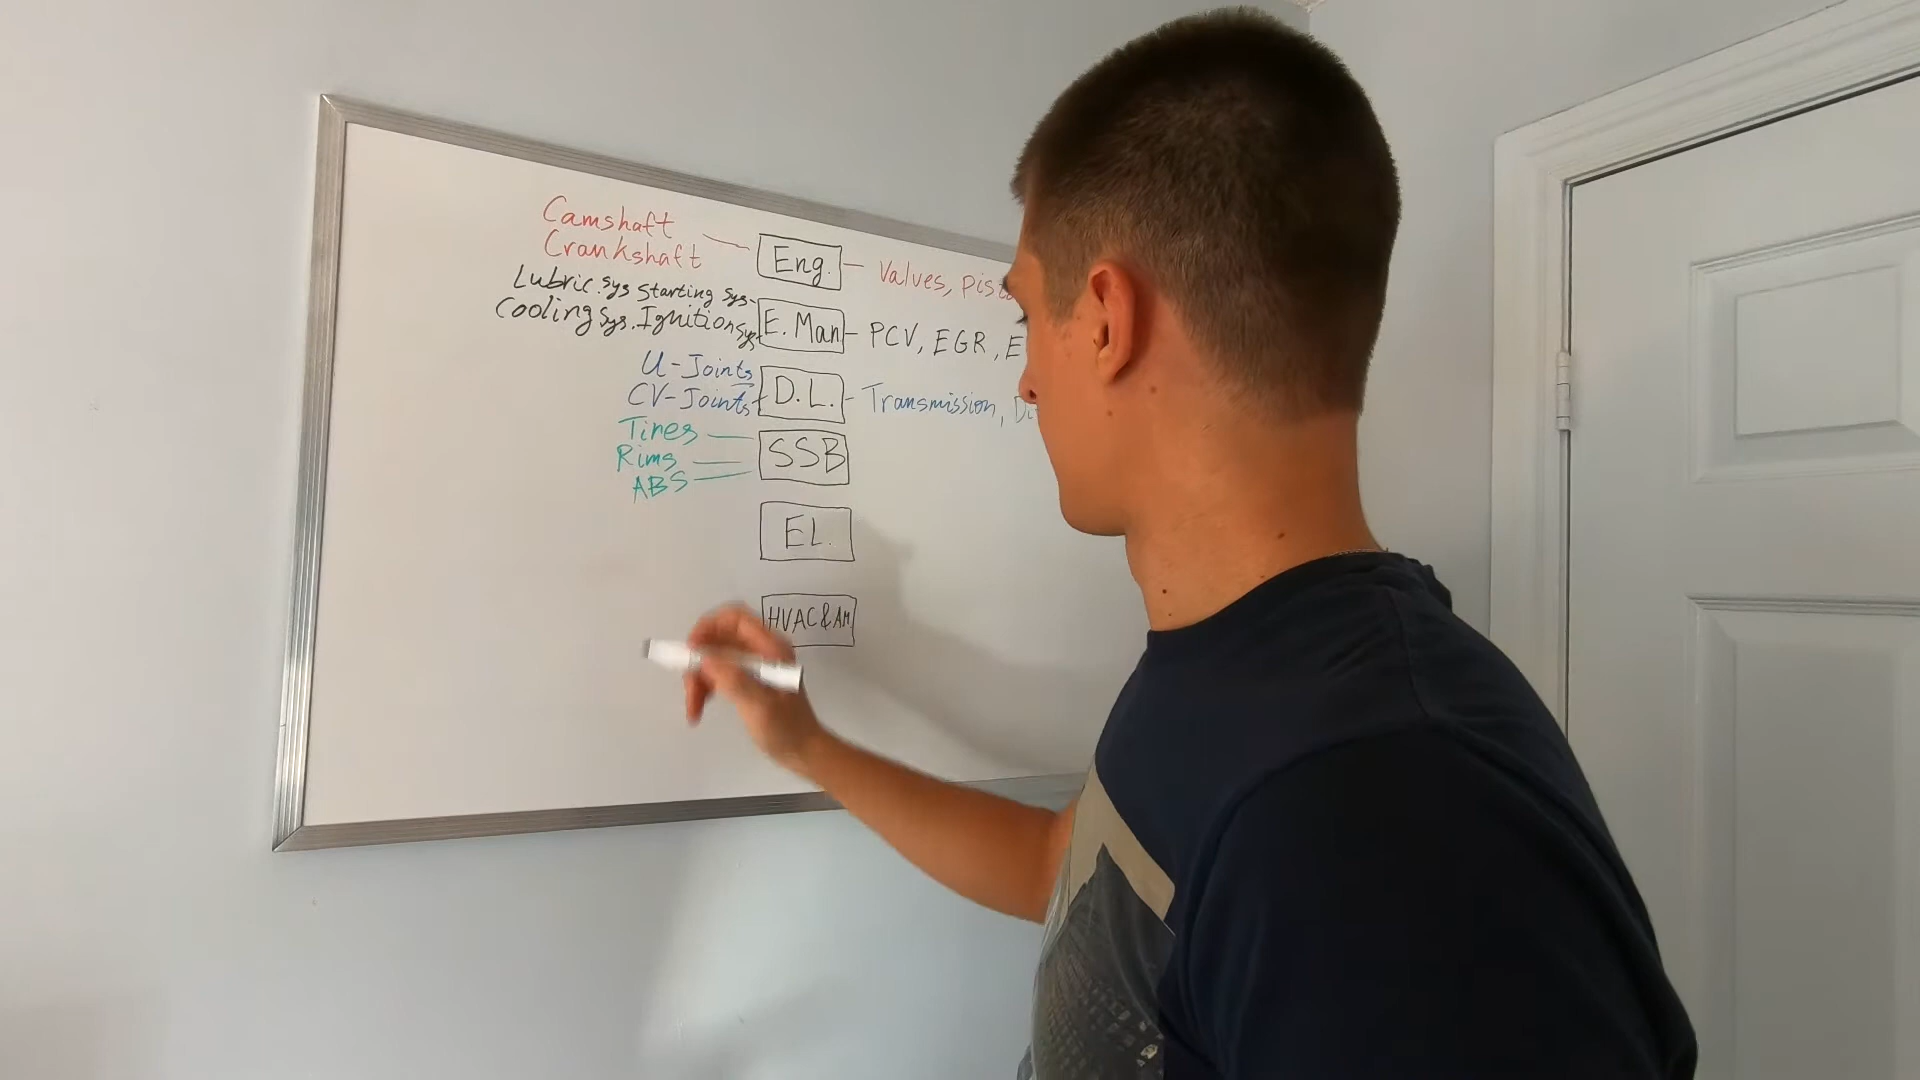 Camshaft
Crankshaft
Eng.
Valves,
Lubric. sys Starting sys
Cooling sys. Ignition sys
E. Man
PCV, EGR,
U-Joints
CV-Joints
D.L.
Transmission,
Tires
Rims
ABS
SSB
EL.
HVAC & AM